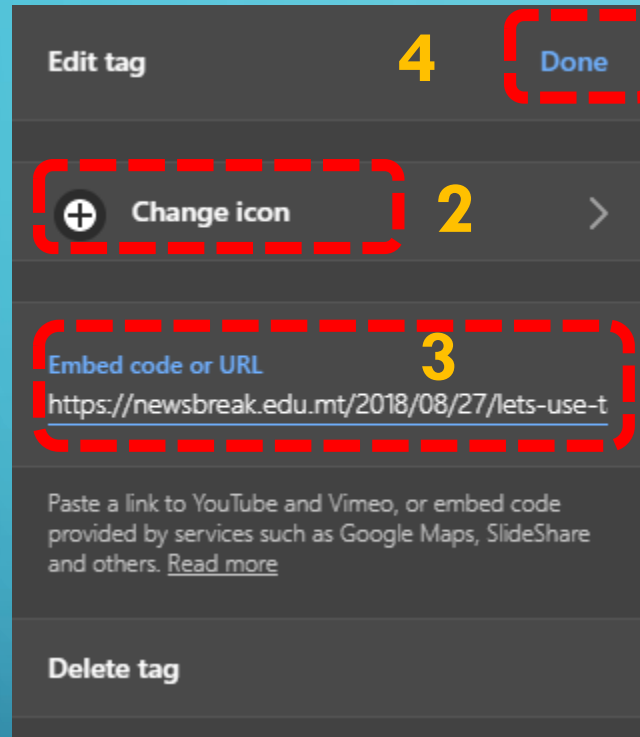 Edit tag 4 Done
Change icon 2
3
Embed code or URL
https://newsbreak.edu.mt/2018/08/27/lets-use-t
Paste a link to YouTube and Vimeo, or embed code
provided by services such as Google Maps, SlideShare
and others. Read more
Delete tag